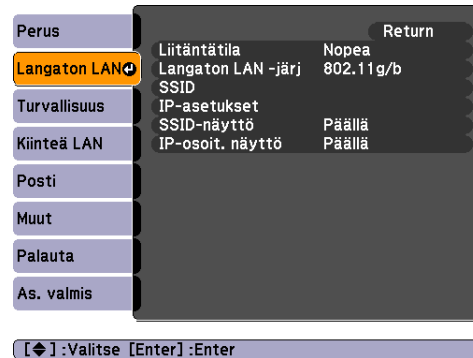 Perus
Langaton LAN
Turvallisuus
Kiinteä LAN
Posti
Muut
Palauta
As. valmis
Return
Liitäntätila Nopea
Langaton LAN -järj 802.11g/b
SSID
IP-asetukset
SSID-näyttö Päällä
IP-osoit. näyttö Päällä
[◆] :Valitse [Enter] :Enter